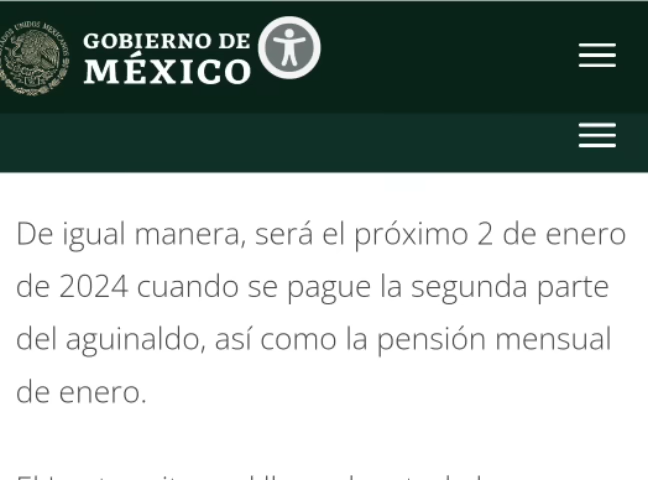 GOBIERNO DE
MÉXICO
De igual manera, será el próximo 2 de enero
de 2024 cuando se pague la segunda parte
del aguinaldo, así como la pensión mensual
de enero.